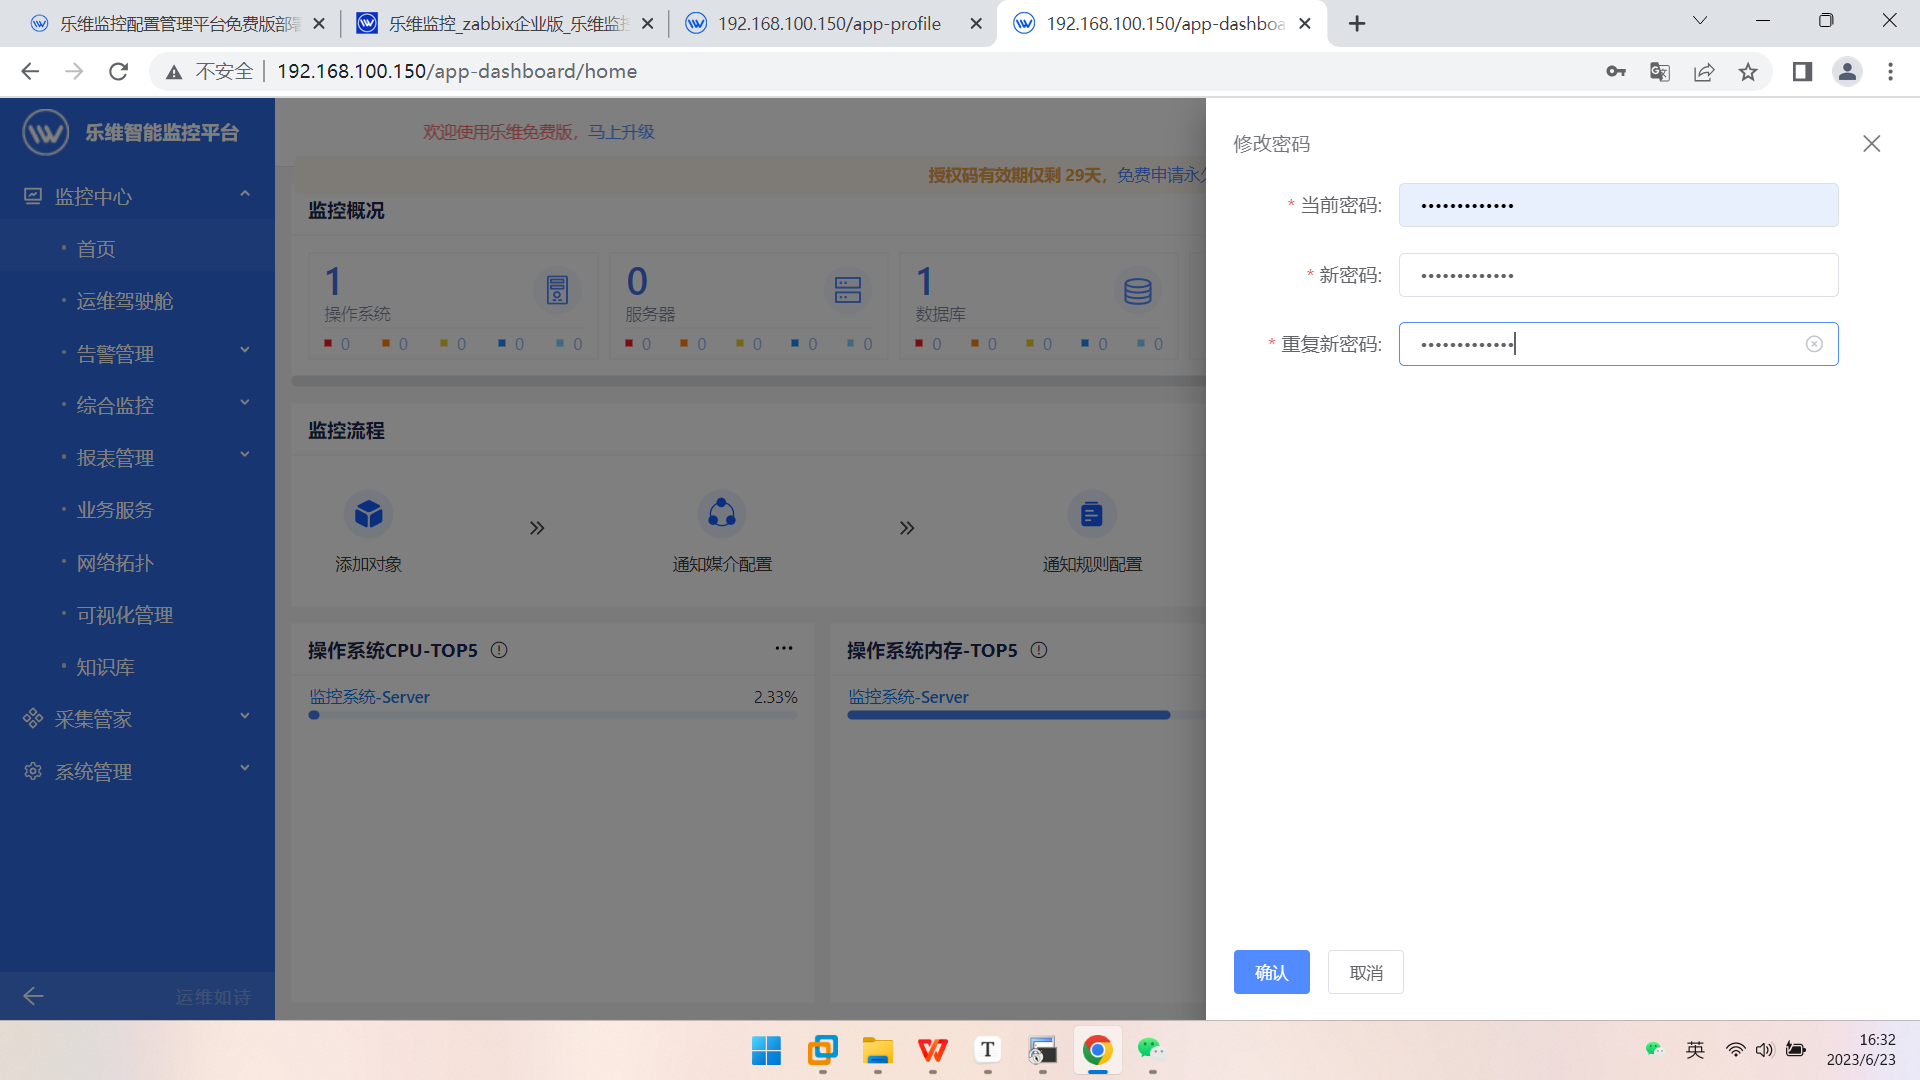 乐维监控配置管理平台免费版部署
乐维监控_zabbix企业版_乐维监控
192.168.100.150/app-profile
192.168.100.150/app-dashboa
不安全
192.168.100.150/app-dashboard/home
乐维智能监控平台
监控中心
首页
运维驾驶舱
告警管理
综合监控
报表管理
业务服务
网络拓扑
可视化管理
知识库
采集管家
系统管理
运维如诗
欢迎使用乐维免费版，马上升级
授权码有效期仅剩 29天，免费申请永久
监控概况
1
操作系统
0 0 0 0 0
0
服务器
0 0 0 0 0
1
数据库
0 0 0 0 0
监控流程
添加对象
通知媒介配置
通知规则配置
操作系统CPU-TOP5
监控系统-Server 2.33%
操作系统内存-TOP5
监控系统-Server
修改密码
* 当前密码: •••••••••••••
* 新密码: •••••••••••••
* 重复新密码: •••••••••••••
确认
取消
英
16:32
2023/6/23